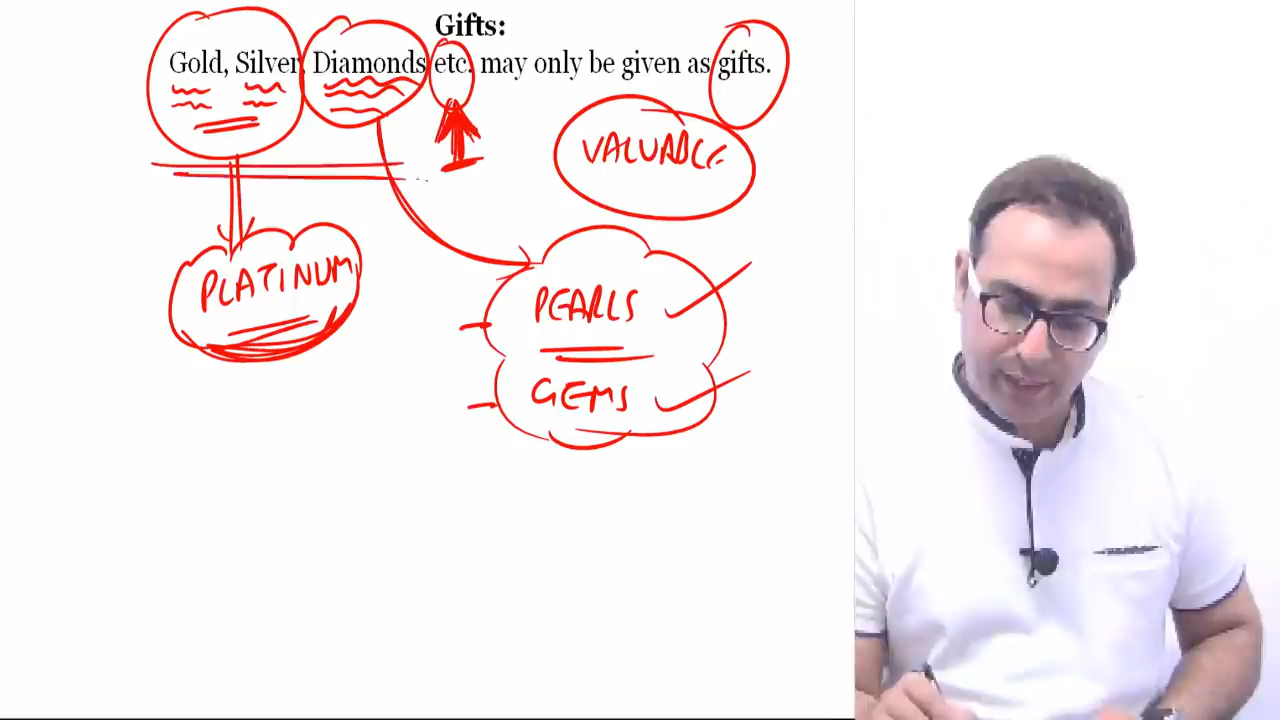 Gifts:
Gold, Silver, Diamonds etc. may only be given as gifts.
VALUABLE
PLATINUM
PEARLS
GEMS